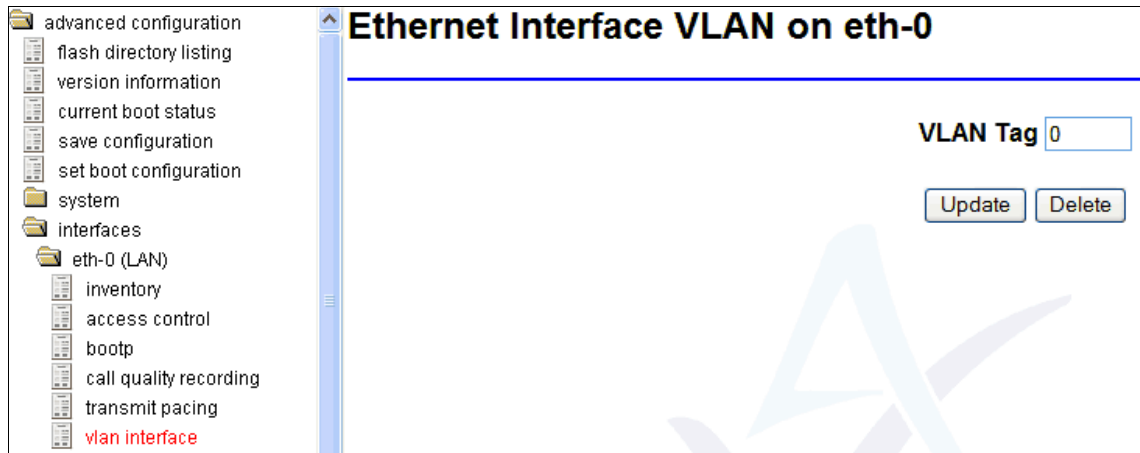 advanced configuration
flash directory listing
version information
current boot status
save configuration
set boot configuration
system
interfaces
eth-0 (LAN)
inventory
access control
bootp
call quality recording
transmit pacing
vlan interface
Ethernet Interface VLAN on eth-0
VLAN Tag 0
Update Delete